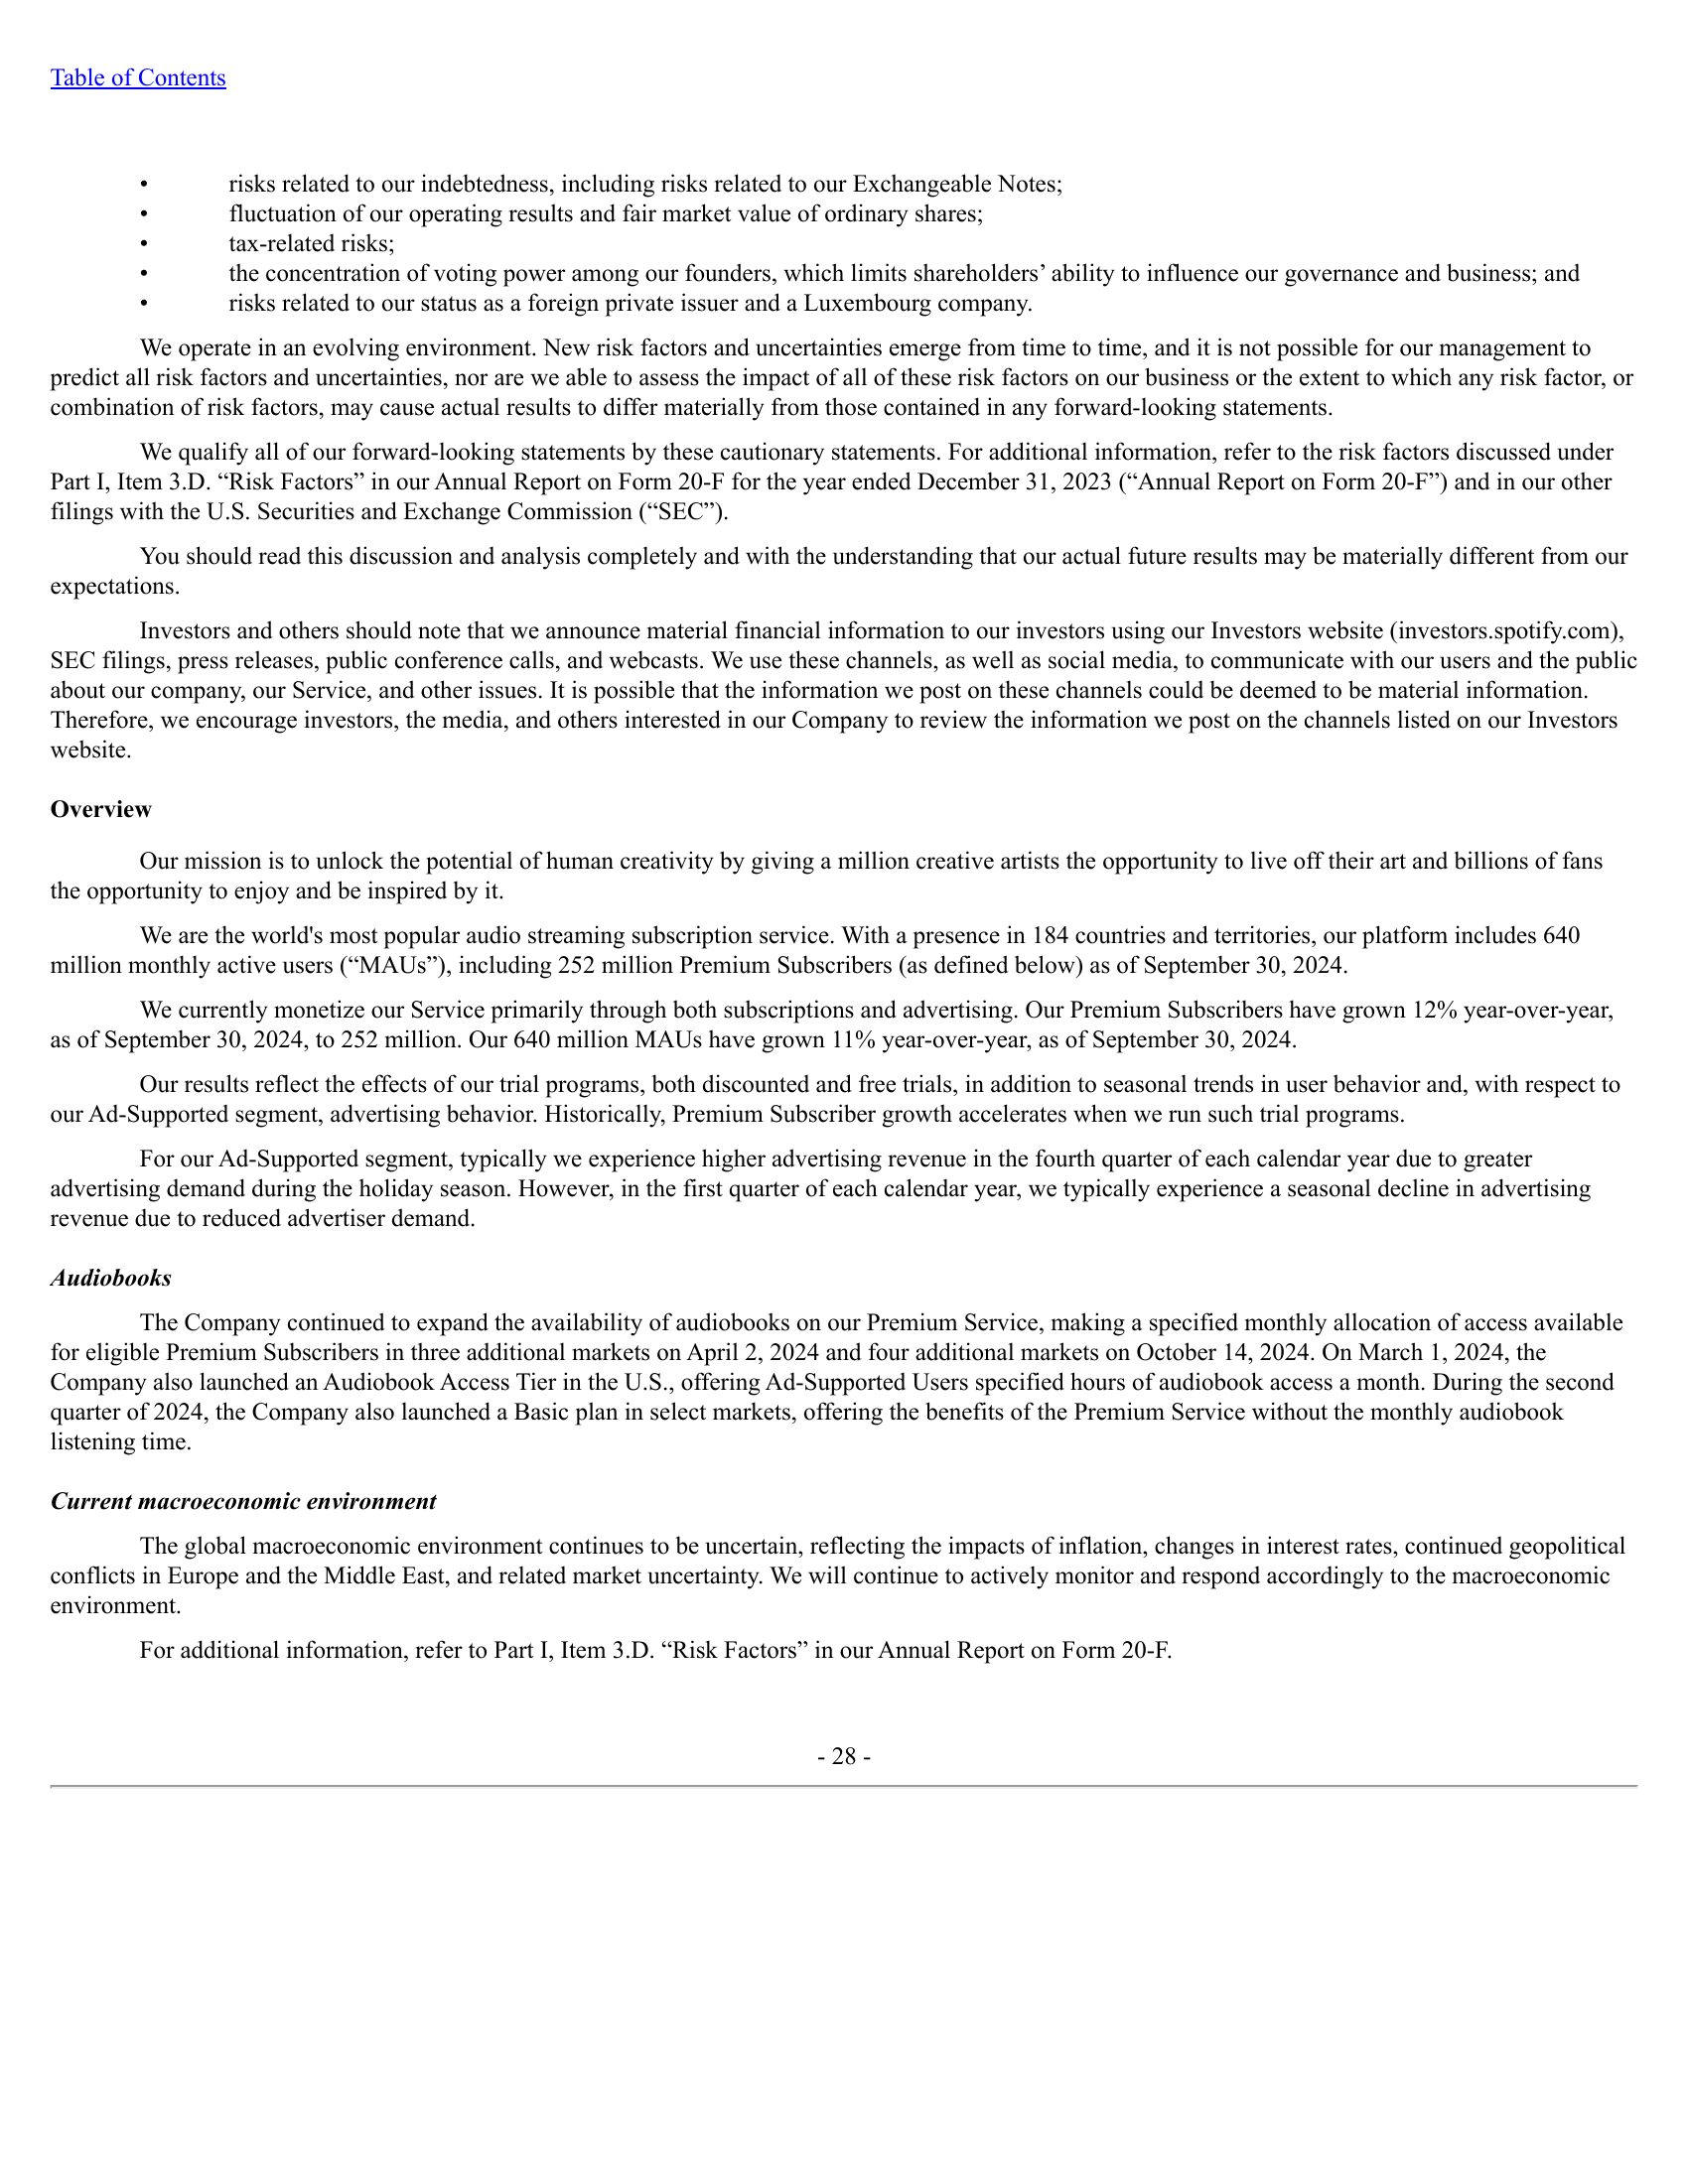 Table of Contents
• risks related to our indebtedness, including risks related to our Exchangeable Notes;
• fluctuation of our operating results and fair market value of ordinary shares;
• tax-related risks;
• the concentration of voting power among our founders, which limits shareholders’ ability to influence our governance and business; and
• risks related to our status as a foreign private issuer and a Luxembourg company.
We operate in an evolving environment. New risk factors and uncertainties emerge from time to time, and it is not possible for our management to
predict all risk factors and uncertainties, nor are we able to assess the impact of all of these risk factors on our business or the extent to which any risk factor, or
combination of risk factors, may cause actual results to differ materially from those contained in any forward-looking statements.
We qualify all of our forward-looking statements by these cautionary statements. For additional information, refer to the risk factors discussed under
Part I, Item 3.D. “Risk Factors” in our Annual Report on Form 20-F for the year ended December 31, 2023 (“Annual Report on Form 20-F”) and in our other
filings with the U.S. Securities and Exchange Commission (“SEC”).
You should read this discussion and analysis completely and with the understanding that our actual future results may be materially different from our
expectations.
Investors and others should note that we announce material financial information to our investors using our Investors website (investors.spotify.com),
SEC filings, press releases, public conference calls, and webcasts. We use these channels, as well as social media, to communicate with our users and the public
about our company, our Service, and other issues. It is possible that the information we post on these channels could be deemed to be material information.
Therefore, we encourage investors, the media, and others interested in our Company to review the information we post on the channels listed on our Investors
website.
Overview
Our mission is to unlock the potential of human creativity by giving a million creative artists the opportunity to live off their art and billions of fans
the opportunity to enjoy and be inspired by it.
We are the world's most popular audio streaming subscription service. With a presence in 184 countries and territories, our platform includes 640
million monthly active users (“MAUs”), including 252 million Premium Subscribers (as defined below) as of September 30, 2024.
We currently monetize our Service primarily through both subscriptions and advertising. Our Premium Subscribers have grown 12% year-over-year,
as of September 30, 2024, to 252 million. Our 640 million MAUs have grown 11% year-over-year, as of September 30, 2024.
Our results reflect the effects of our trial programs, both discounted and free trials, in addition to seasonal trends in user behavior and, with respect to
our Ad-Supported segment, advertising behavior. Historically, Premium Subscriber growth accelerates when we run such trial programs.
For our Ad-Supported segment, typically we experience higher advertising revenue in the fourth quarter of each calendar year due to greater
advertising demand during the holiday season. However, in the first quarter of each calendar year, we typically experience a seasonal decline in advertising
revenue due to reduced advertiser demand.
Audiobooks
The Company continued to expand the availability of audiobooks on our Premium Service, making a specified monthly allocation of access available
for eligible Premium Subscribers in three additional markets on April 2, 2024 and four additional markets on October 14, 2024. On March 1, 2024, the
Company also launched an Audiobook Access Tier in the U.S., offering Ad-Supported Users specified hours of audiobook access a month. During the second
quarter of 2024, the Company also launched a Basic plan in select markets, offering the benefits of the Premium Service without the monthly audiobook
listening time.
Current macroeconomic environment
The global macroeconomic environment continues to be uncertain, reflecting the impacts of inflation, changes in interest rates, continued geopolitical
conflicts in Europe and the Middle East, and related market uncertainty. We will continue to actively monitor and respond accordingly to the macroeconomic
environment.
For additional information, refer to Part I, Item 3.D. “Risk Factors” in our Annual Report on Form 20-F.
- 28 -